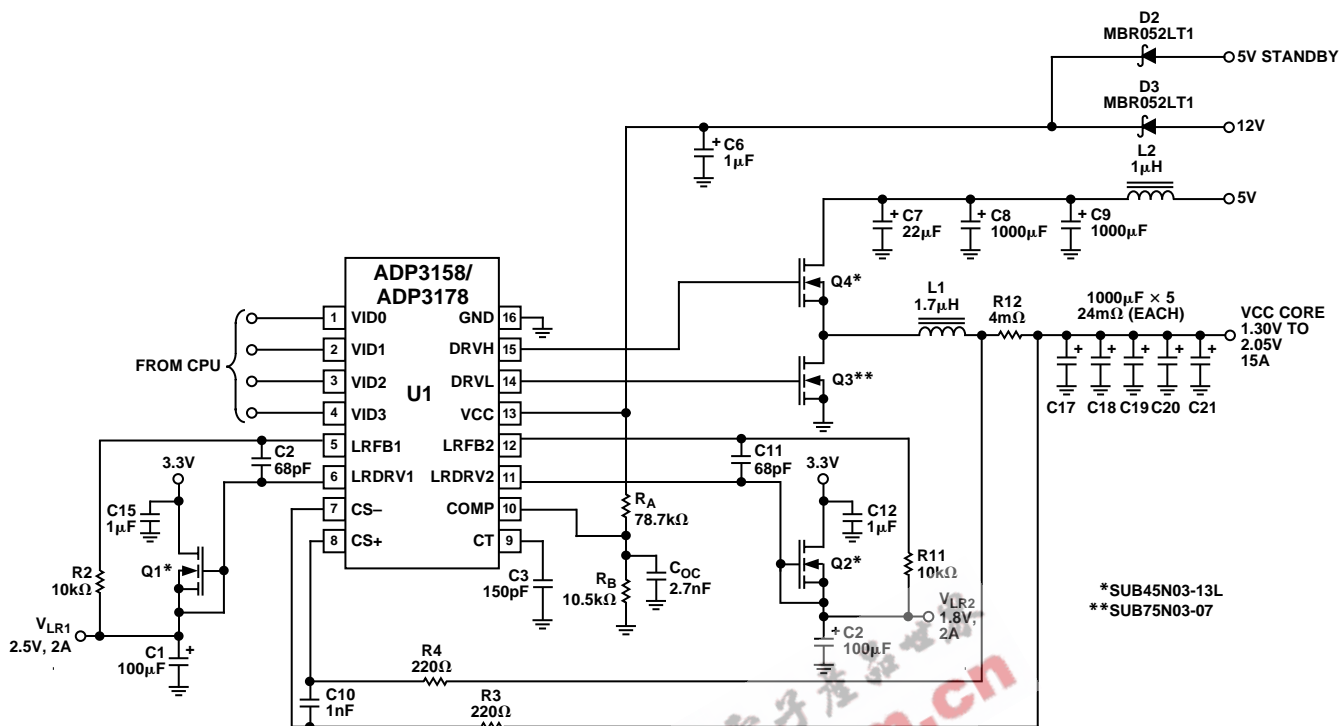 D2
MBR052LT1
5V STANDBY
D3
MBR052LT1
12V
+ C6
1µF
L2
1µH
5V
+ C7
22µF
+ C8
1000µF
+ C9
1000µF
ADP3158/
ADP3178
U1
FROM CPU
1 VID0
2 VID1
3 VID2
4 VID3
5 LRFB1
6 LRDRV1
7 CS–
8 CS+
GND 16
DRVH 15
DRVL 14
VCC 13
LRFB2 12
LRDRV2 11
COMP 10
CT 9
Q4*
Q3**
L1
1.7µH
R12
4mΩ
1000µF × 5
24mΩ (EACH)
VCC CORE
1.30V TO
2.05V
15A
+ + + + +
C17 C18 C19 C20 C21
C2
68pF
3.3V
C15
1µF
Q1*
R2
10kΩ
VLR1
2.5V, 2A
C1
100µF
+
C11
68pF
3.3V
C12
1µF
Q2*
R11
10kΩ
VLR2
1.8V,
2A
+ C2
100µF
RA
78.7kΩ
RB
10.5kΩ
COC
2.7nF
C3
150pF
R4
220Ω
C10
1nF
R3
220Ω
*SUB45N03-13L
**SUB75N03-07
子產品世界
.cn